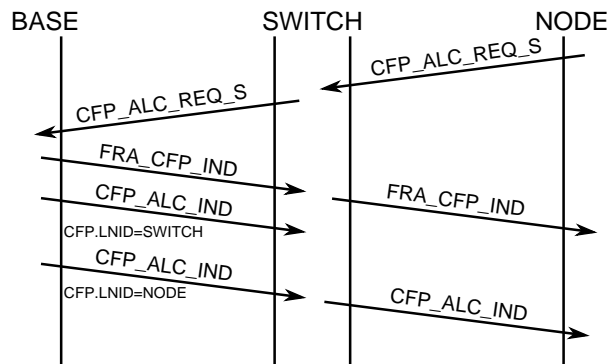 BASE SWITCH NODE
CFP_ALC_REQ_S
CFP_ALC_REQ_S
FRA_CFP_IND
CFP_ALC_IND
FRA_CFP_IND
CFP.LNID=SWITCH
CFP_ALC_IND
CFP.LNID=NODE
CFP_ALC_IND